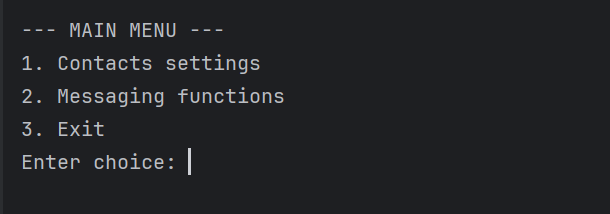 --- MAIN MENU ---
1. Contacts settings
2. Messaging functions
3. Exit
Enter choice: